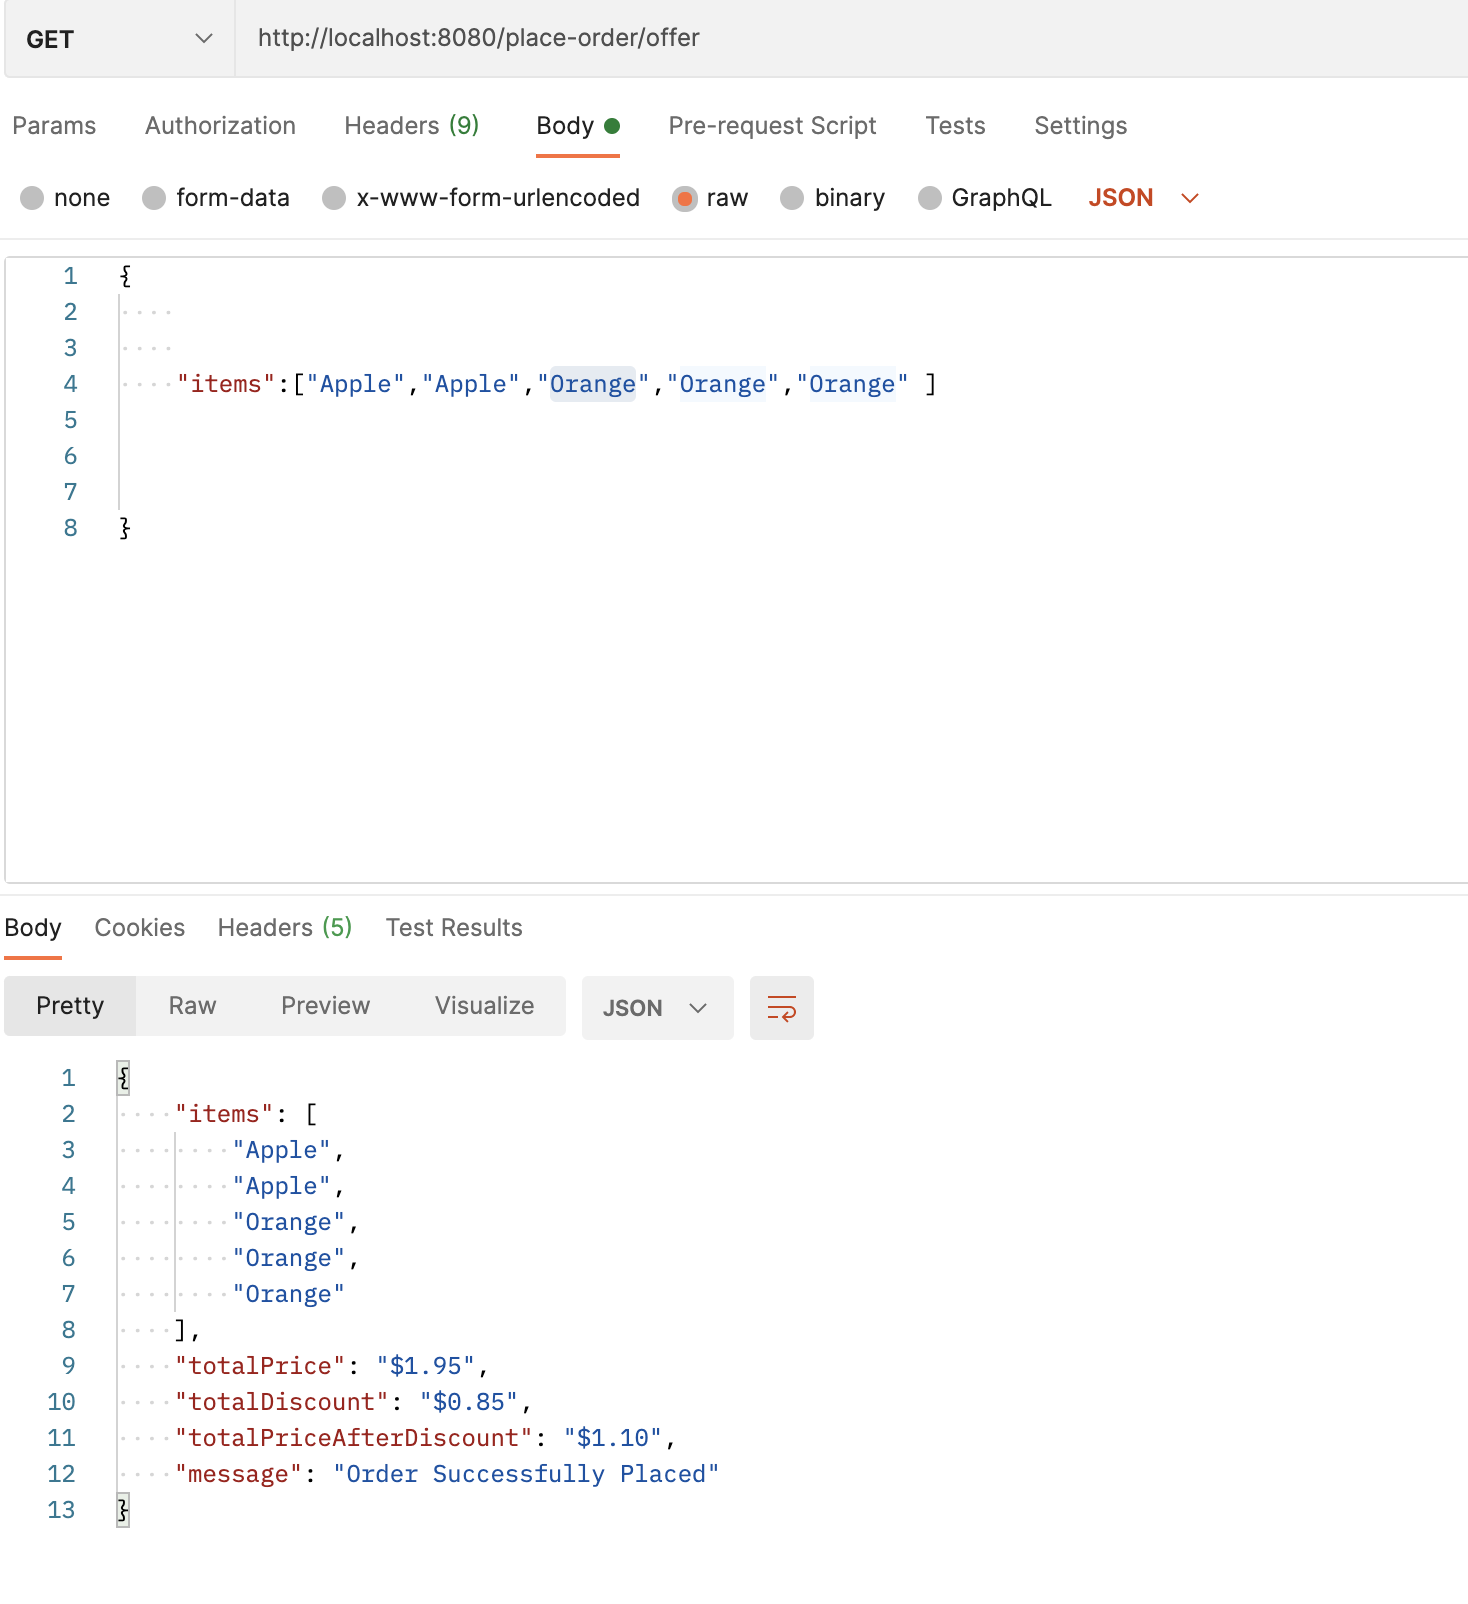 GET http://localhost:8080/place-order/offer
Params Authorization Headers (9) Body Pre-request Script Tests Settings
none form-data x-www-form-urlencoded raw binary GraphQL JSON
1 {
2
3
4 "items":["Apple","Apple","Orange","Orange","Orange" ]
5
6
7
8 }
Body Cookies Headers (5) Test Results
Pretty Raw Preview Visualize JSON
1 {
2 "items": [
3 "Apple",
4 "Apple",
5 "Orange",
6 "Orange",
7 "Orange"
8 ],
9 "totalPrice": "$1.95",
10 "totalDiscount": "$0.85",
11 "totalPriceAfterDiscount": "$1.10",
12 "message": "Order Successfully Placed"
13 }